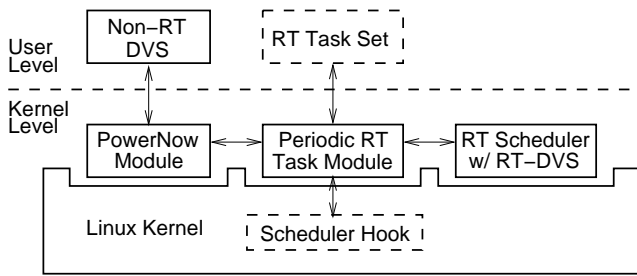 Non-RT
DVS
RT Task Set
User
Level
Kernel
Level
PowerNow
Module
Periodic RT
Task Module
RT Scheduler
w/ RT-DVS
Linux Kernel
Scheduler Hook